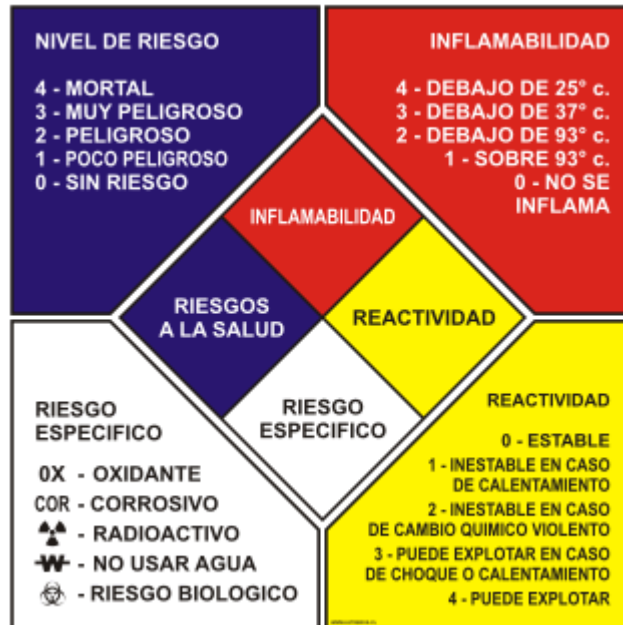 NIVEL DE RIESGO
4 - MORTAL
3 - MUY PELIGROSO
2 - PELIGROSO
1 - POCO PELIGROSO
0 - SIN RIESGO
INFLAMABILIDAD
4 - DEBAJO DE 25° c.
3 - DEBAJO DE 37° c.
2 - DEBAJO DE 93° c.
1 - SOBRE 93° c.
0 - NO SE
INFLAMA
INFLAMABILIDAD
RIESGOS
A LA SALUD
REACTIVIDAD
RIESGO
ESPECIFICO
RIESGO
ESPECIFICO
0X - OXIDANTE
COR - CORROSIVO
- RADIOACTIVO
W - NO USAR AGUA
- RIESGO BIOLOGICO
REACTIVIDAD
0 - ESTABLE
1 - INESTABLE EN CASO
DE CALENTAMIENTO
2 - INESTABLE EN CASO
DE CAMBIO QUIMICO VIOLENTO
3 - PUEDE EXPLOTAR EN CASO
DE CHOQUE O CALENTAMIENTO
4 - PUEDE EXPLOTAR